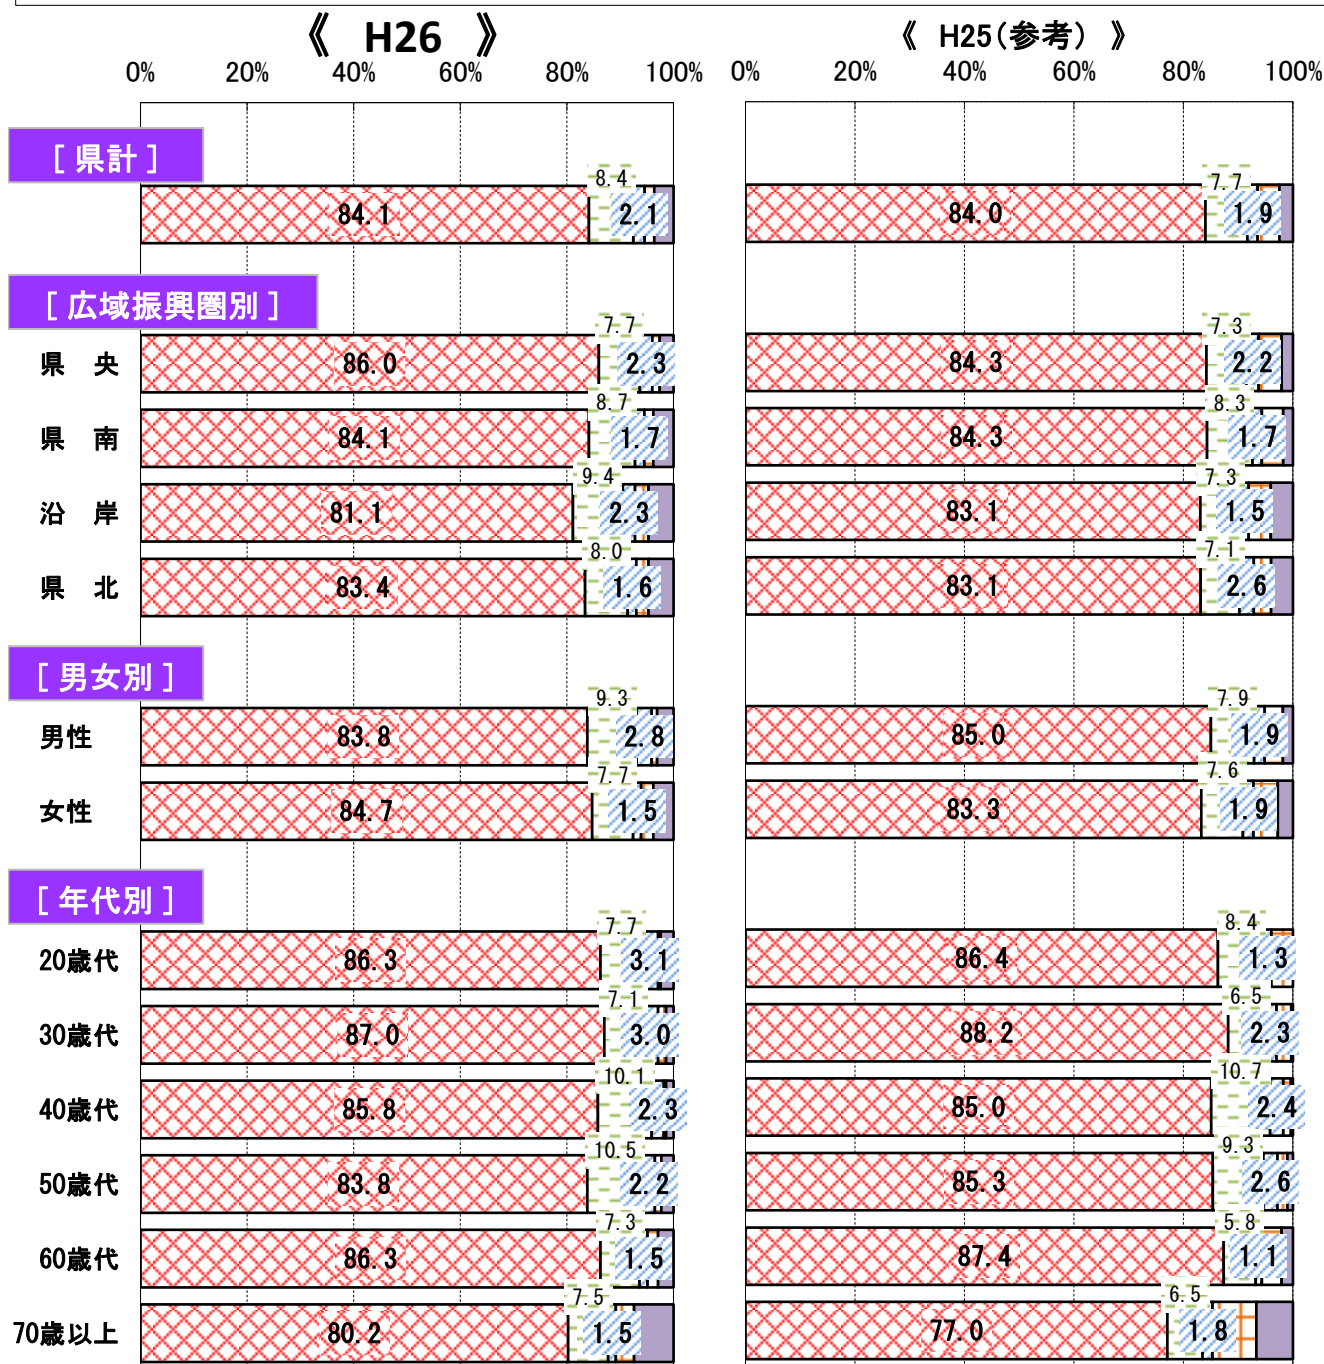 《 H26 》 《 H25(参考) 》
0% 20% 40% 60% 80% 100% 0% 20% 40% 60% 80% 100%
[ 県計 ]
8.4 7.7
84.1 2.1 84.0 1.9
[ 広域振興圏別 ]
7.7 7.3
県 央 86.0 2.3 84.3 2.2
8.7 8.3
県 南 84.1 1.7 84.3 1.7
9.4 7.3
沿 岸 81.1 2.3 83.1 1.5
8.0 7.1
県 北 83.4 1.6 83.1 2.6
[ 男女別 ]
9.3 7.9
男性 83.8 2.8 85.0 1.9
7.7 7.6
女性 84.7 1.5 83.3 1.9
[ 年代別 ]
7.7 8.4
20歳代 86.3 3.1 86.4 1.3
7.1 6.5
30歳代 87.0 3.0 88.2 2.3
10.1 10.7
40歳代 85.8 2.3 85.0 2.4
10.5 9.3
50歳代 83.8 2.2 85.3 2.6
7.3 5.8
60歳代 86.3 1.5 87.4 1.1
7.5 6.5
70歳以上 80.2 1.5 77.0 1.8